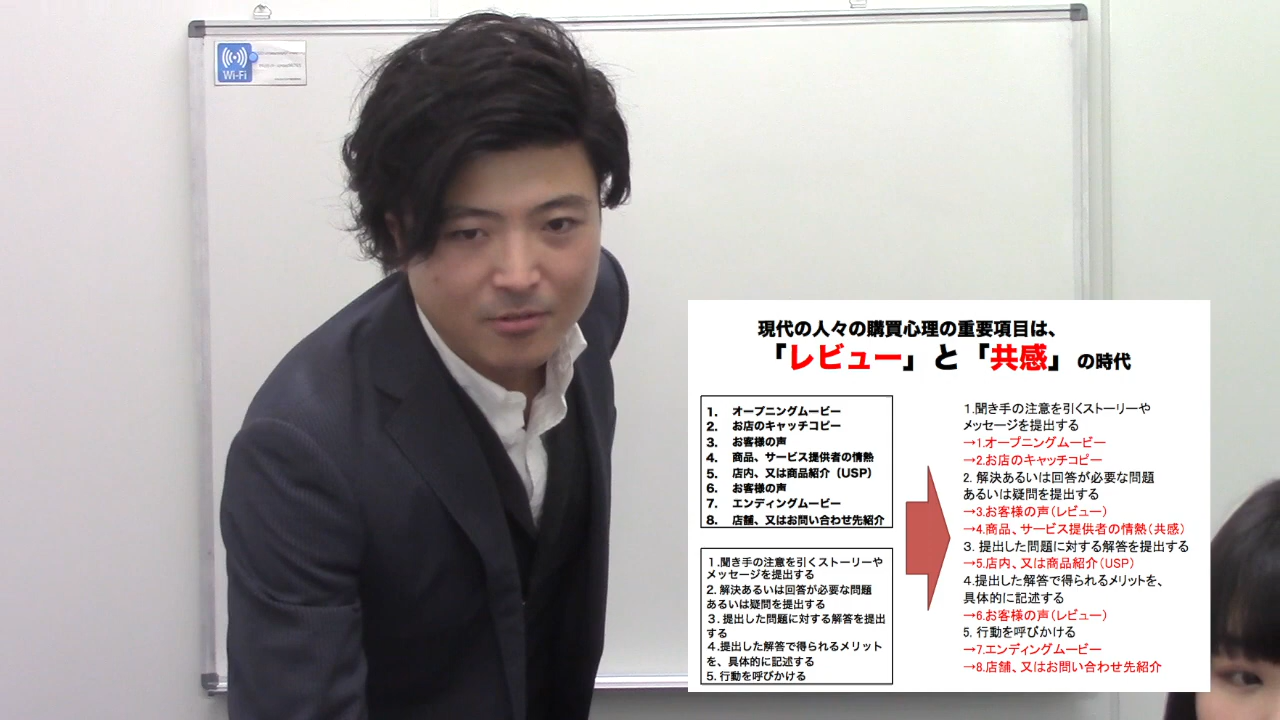 Wi-Fi
現代の人々の購買心理の重要項目は、
「レビュー」と「共感」の時代
1. オープニングムービー
2. お店のキャッチコピー
3. お客様の声
4. 商品、サービス提供者の情熱
5. 店内、又は商品紹介（USP）
6. お客様の声
7. エンディングムービー
8. 店舗、又はお問い合わせ先紹介
１.聞き手の注意を引くストーリーや
メッセージを提出する
2. 解決あるいは回答が必要な問題
あるいは疑問を提出する
３. 提出した問題に対する解答を提出
する
４.提出した解答で得られるメリット
を、具体的に記述する
5. 行動を呼びかける
１.聞き手の注意を引くストーリーや
メッセージを提出する
→1.オープニングムービー
→2.お店のキャッチコピー
2. 解決あるいは回答が必要な問題
あるいは疑問を提出する
→3.お客様の声（レビュー）
→4.商品、サービス提供者の情熱（共感）
３. 提出した問題に対する解答を提出する
→5.店内、又は商品紹介（USP）
４.提出した解答で得られるメリットを、
具体的に記述する
→6.お客様の声（レビュー）
5. 行動を呼びかける
→7.エンディングムービー
→8.店舗、又はお問い合わせ先紹介